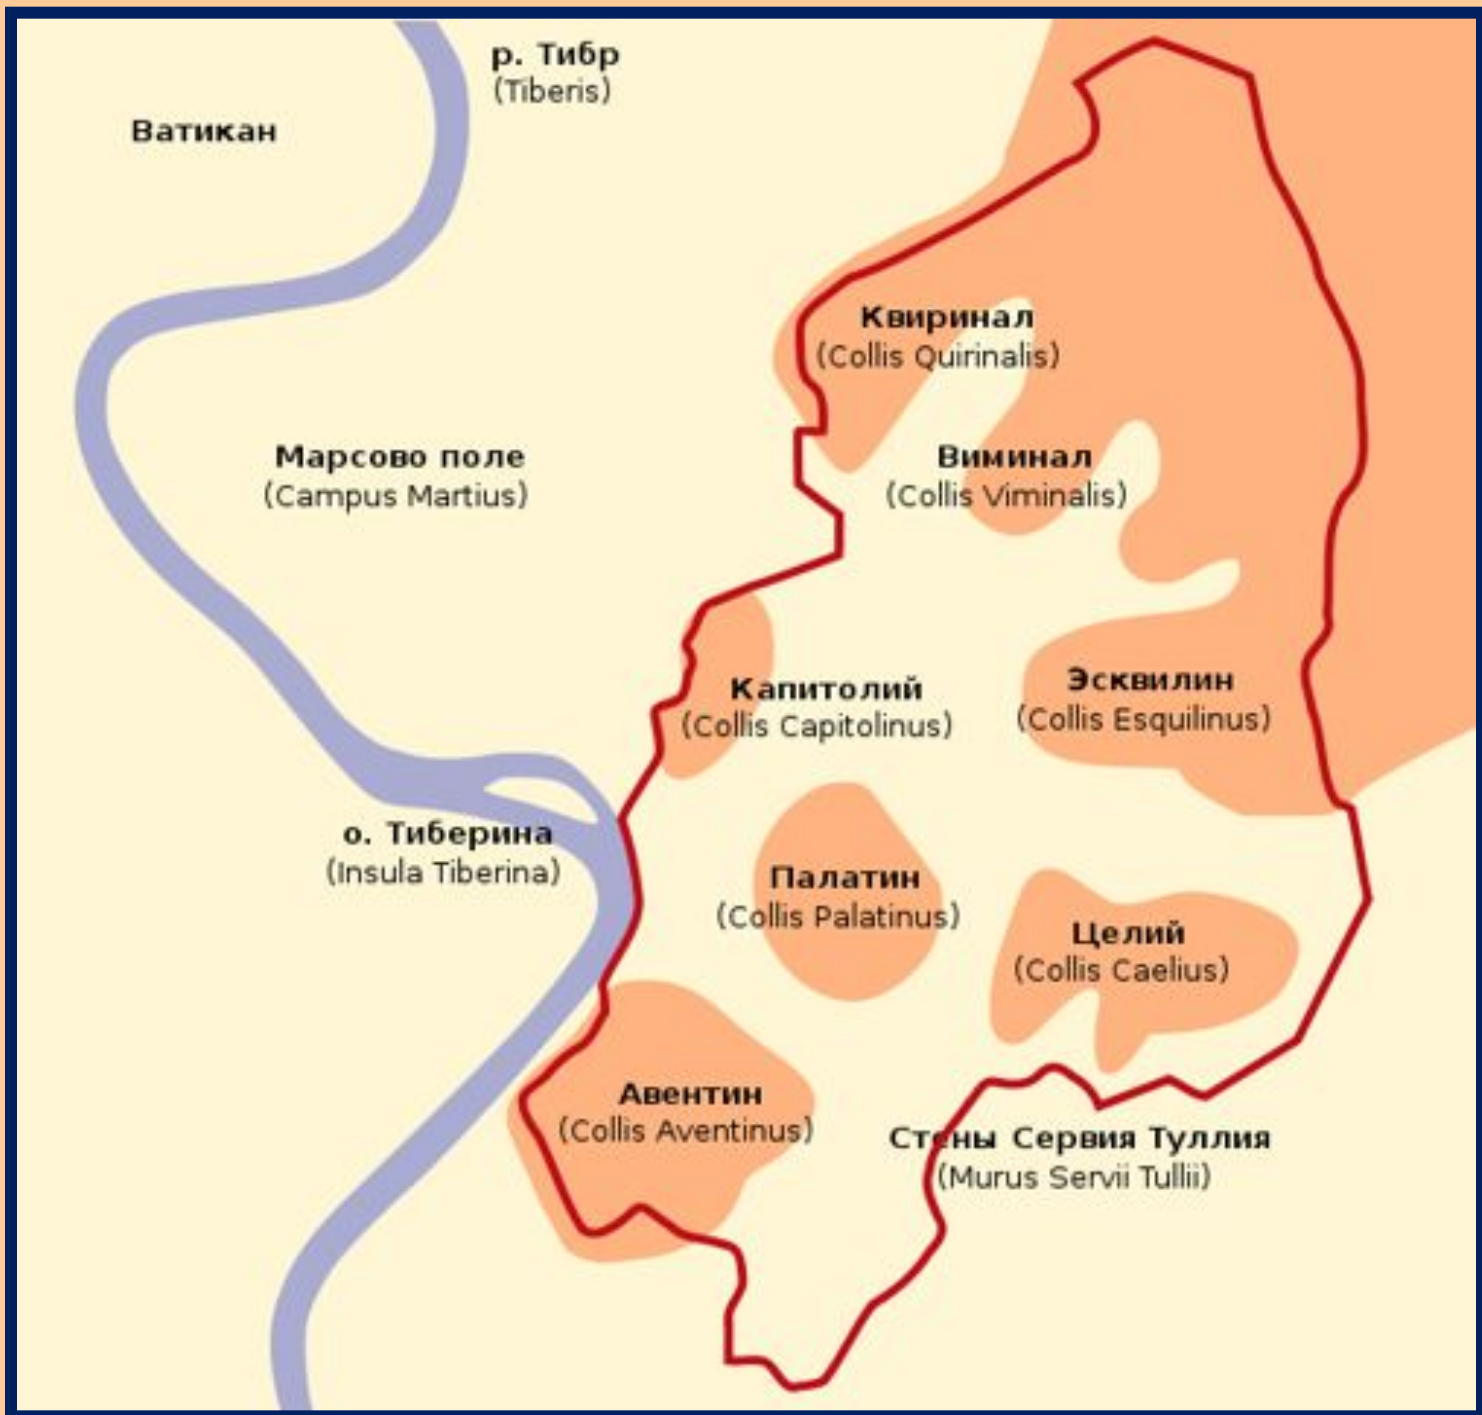 р. Тибр
(Tiberis)
Ватикан
Квиринал
(Collis Quirinalis)
Марсово поле
(Campus Martius)
Виминал
(Collis Viminalis)
Капитолий
(Collis Capitolinus)
Эсквилин
(Collis Esquilinus)
о. Тиберина
(Insula Tiberina)
Палатин
(Collis Palatinus)
Целий
(Collis Caelius)
Авентин
(Collis Aventinus)
Стены Сервия Туллия
(Murus Servii Tullii)